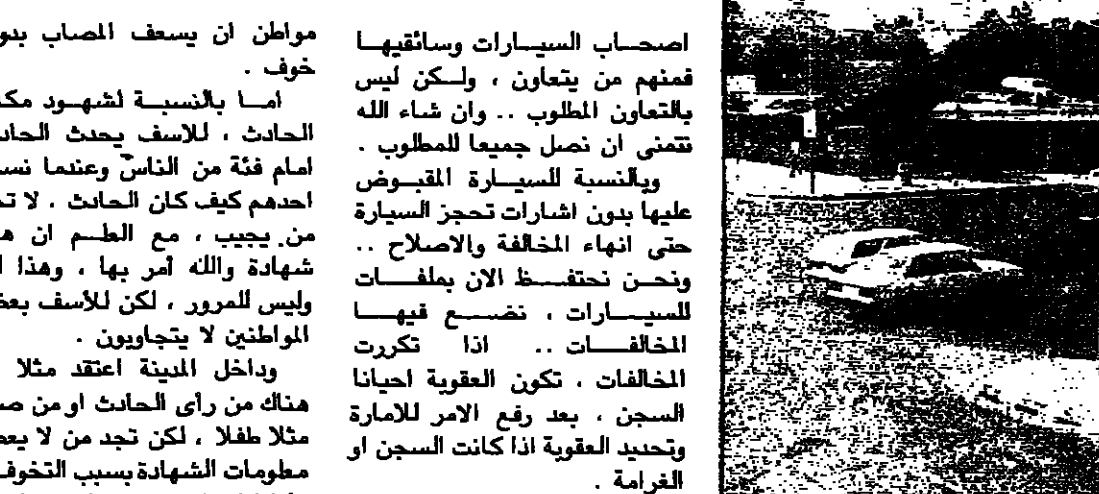 اصحاب السيارات وسائقيها
فمنهم من يتعاون ، ولكن ليس
بالتعاون المطلوب .. وان شاء الله
نتمنى ان نصل جميعا للمطلوب .
وبالنسبة للسيارة المقبوض
عليها بدون اشارات تحجز السيارة
حتى انهاء المخالفة والاصلاح ..
ونحن نحتفظ الان بملفات
للسيارات ، نضع فيها
المخالفات .. اذا تكررت
المخالفات ، تكون العقوبة احيانا
السجن ، بعد رفع الامر للامارة
وتحديد العقوبة اذا كانت السجن او
الغرامة .
مواطن ان يسعف المصاب
خوف .
اما بالنسبة لشهود
الحادث ، للاسف يحدث
امام فئة من الناس وعندما
احدهم كيف كان الحادث ، لا
من يجيب ، مع العلم ان
شهادة والله أمر بها ، وهذا
وليس للمرور ، لكن للأسف
المواطنين لا يتجاوبون .
وداخل المدينة اعتقد مثلا
هناك من رأى الحادث او من
مثلا طفلا ، لكن تجد من لا
معلومات الشهادة بسبب التخوف